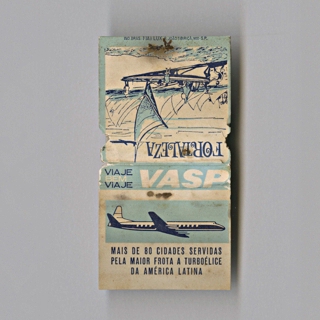 FORTALEZA
VIAJE
VIAJE
VASP
MAIS DE 80 CIDADES SERVIDAS
PELA MAIOR FROTA A TURBOÉLICE
DA AMÉRICA LATINA